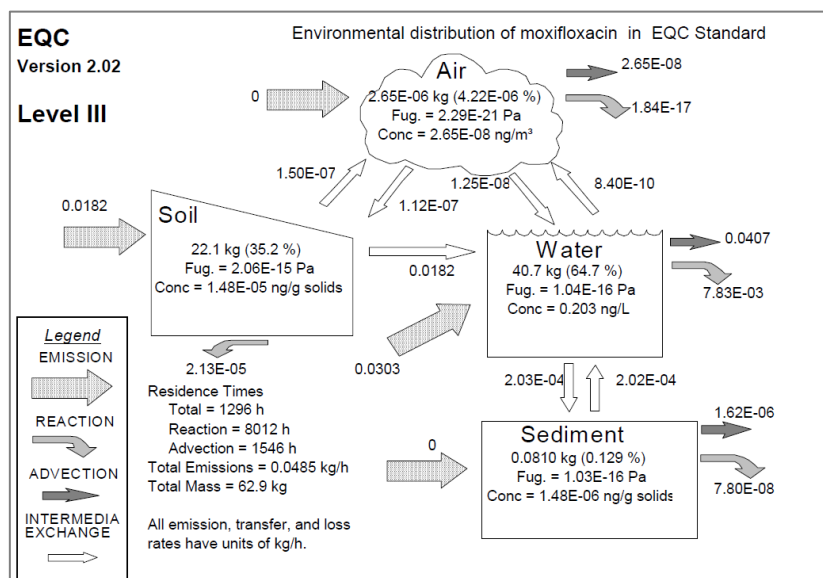 EQC
Version 2.02
Level III
Environmental distribution of moxifloxacin in EQC Standard
Air
2.65E-06 kg (4.22E-06 %)
Fug. = 2.29E-21 Pa
Conc = 2.65E-08 ng/m³
0
2.65E-08
1.84E-17
1.50E-07
1.12E-07
1.25E-08
8.40E-10
0.0182
Soil
22.1 kg (35.2 %)
Fug. = 2.06E-15 Pa
Conc = 1.48E-05 ng/g solids
0.0182
Water
40.7 kg (64.7 %)
Fug. = 1.04E-16 Pa
Conc = 0.203 ng/L
0.0407
7.83E-03
0.0303
2.13E-05
2.03E-04
2.02E-04
Legend
EMISSION
REACTION
ADVECTION
INTERMEDIA
EXCHANGE
Residence Times
Total = 1296 h
Reaction = 8012 h
Advection = 1546 h
Total Emissions = 0.0485 kg/h
Total Mass = 62.9 kg
All emission, transfer, and loss
rates have units of kg/h.
0
Sediment
0.0810 kg (0.129 %)
Fug. = 1.03E-16 Pa
Conc = 1.48E-06 ng/g solids
1.62E-06
7.80E-08